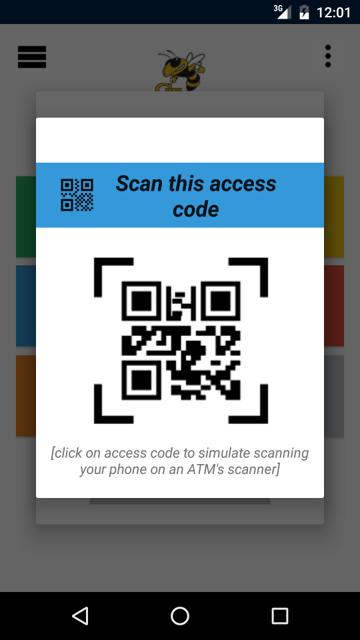 3G 12:01
Scan this access
code
[click on access code to simulate scanning
your phone on an ATM's scanner]